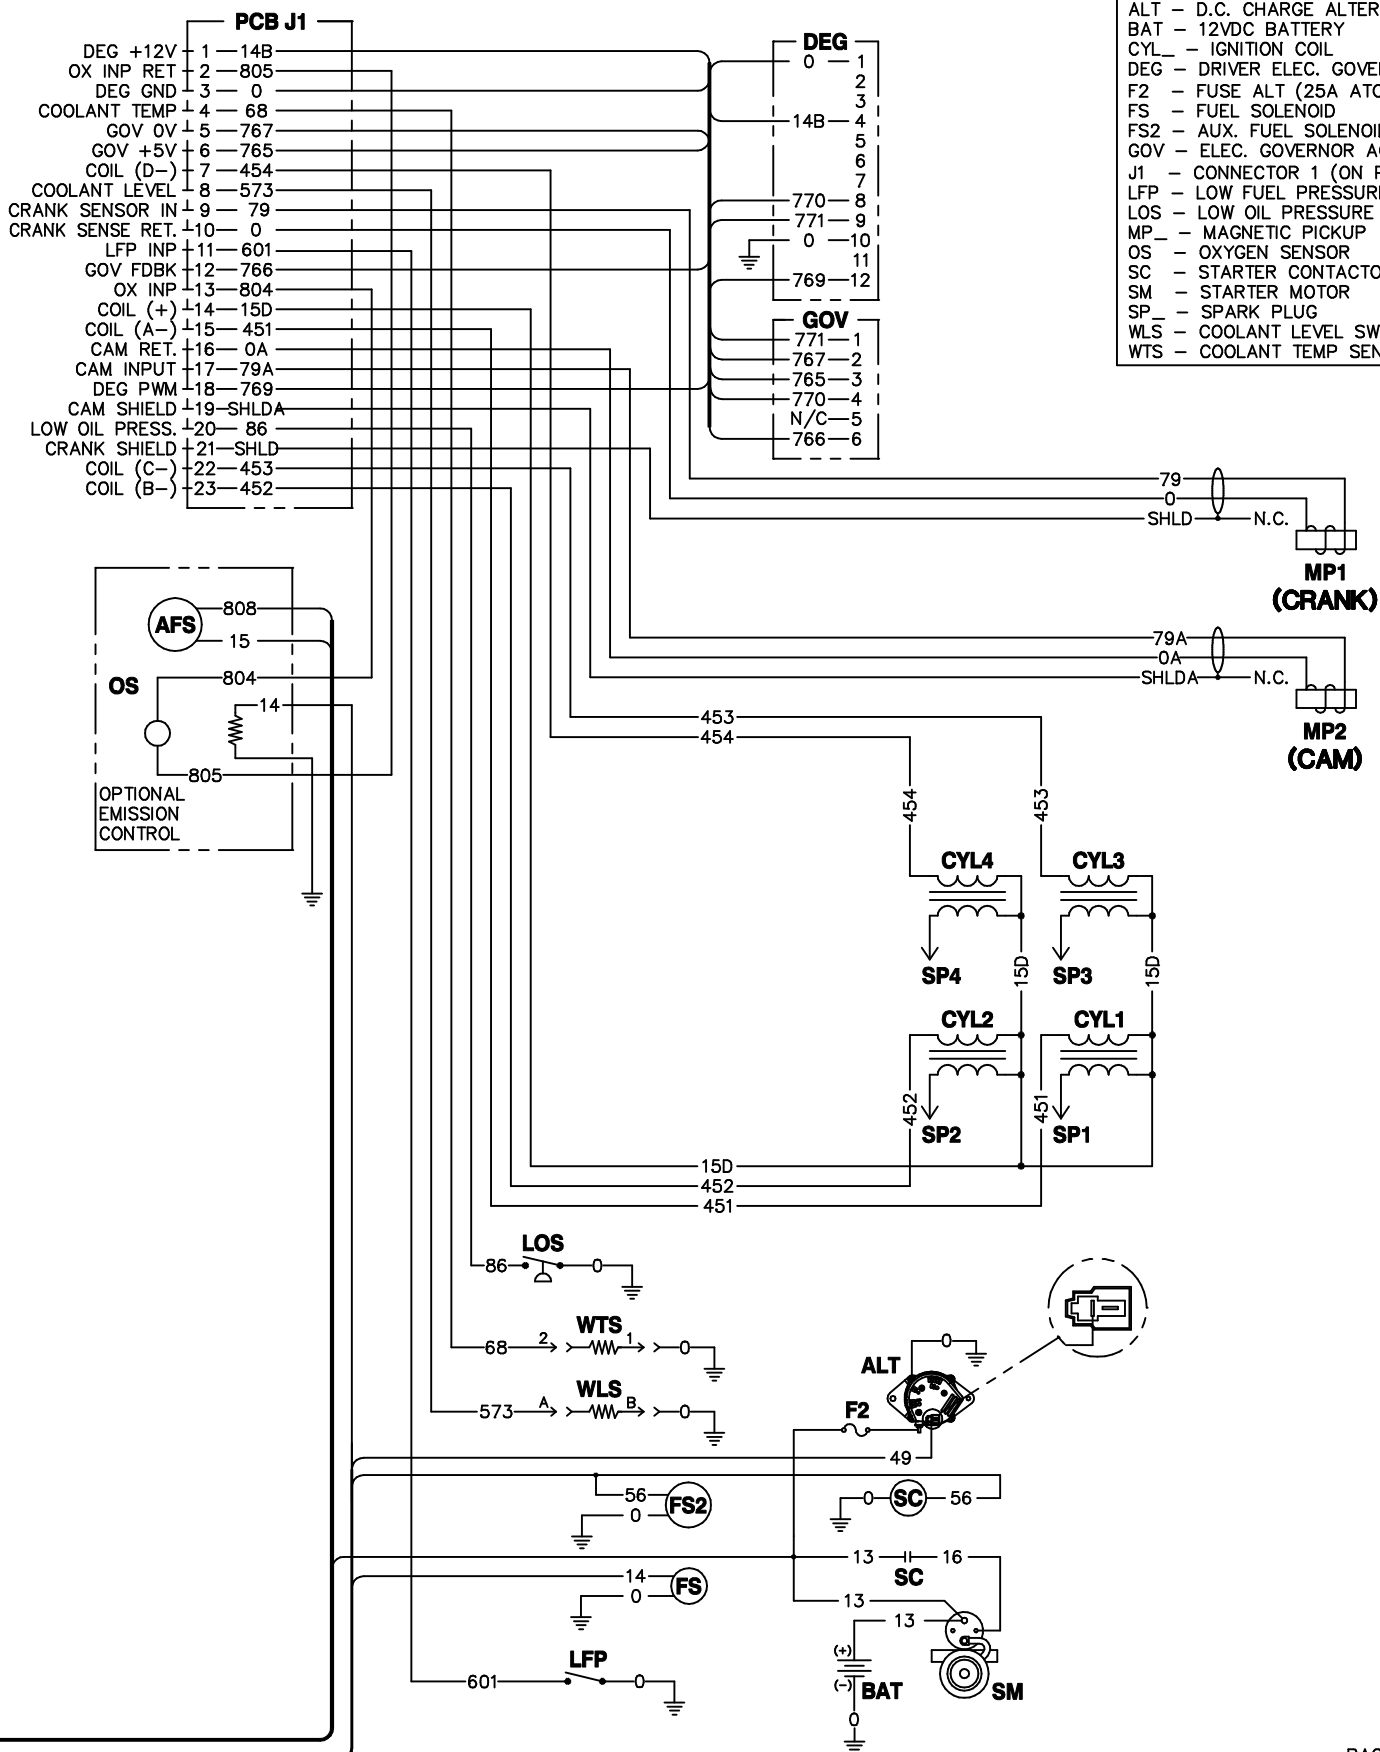 PCB J1
DEG +12V 1 14B
OX INP RET 2 805
DEG GND 3 0
COOLANT TEMP 4 68
GOV 0V 5 767
GOV +5V 6 765
COIL (D-) 7 454
COOLANT LEVEL 8 573
CRANK SENSOR IN 9 79
CRANK SENSE RET. 10 0
LFP INP 11 601
GOV FDBK 12 766
OX INP 13 804
COIL (+) 14 15D
COIL (A-) 15 451
CAM RET. 16 0A
CAM INPUT 17 79A
DEG PWM 18 769
CAM SHIELD 19 SHLDA
LOW OIL PRESS. 20 86
CRANK SHIELD 21 SHLD
COIL (C-) 22 453
COIL (B-) 23 452
DEG
0 1
2
3
14B 4
5
6
7
770 8
771 9
0 10
11
769 12
GOV
771 1
767 2
765 3
770 4
N/C 5
766 6
ALT - D.C. CHARGE ALTER
BAT - 12VDC BATTERY
CYL_ - IGNITION COIL
DEG - DRIVER ELEC. GOVE
F2 - FUSE ALT (25A ATO
FS - FUEL SOLENOID
FS2 - AUX. FUEL SOLENOI
GOV - ELEC. GOVERNOR A
J1 - CONNECTOR 1 (ON
LFP - LOW FUEL PRESSURE
LOS - LOW OIL PRESSURE
MP_ - MAGNETIC PICKUP
OS - OXYGEN SENSOR
SC - STARTER CONTACTO
SM - STARTER MOTOR
SP_ - SPARK PLUG
WLS - COOLANT LEVEL SW
WTS - COOLANT TEMP SEN
79
0
SHLD N.C.
MP1
(CRANK)
79A
0A
SHLDA N.C.
MP2
(CAM)
AFS
808
15
OS
804
14
805
OPTIONAL
EMISSION
CONTROL
453
454
454
453
CYL4
CYL3
SP4
15D
SP3
15D
CYL2
CYL1
452
SP2
451
SP1
15D
452
451
LOS
86 0
WTS
68 2 1 0
WLS
573 A B 0
ALT
0
F2
49
56 FS2
0
0 SC 56
13 16
SC
14 FS
0
13
13
(+)
(-)
BAT
SM
0
LFP
601 0